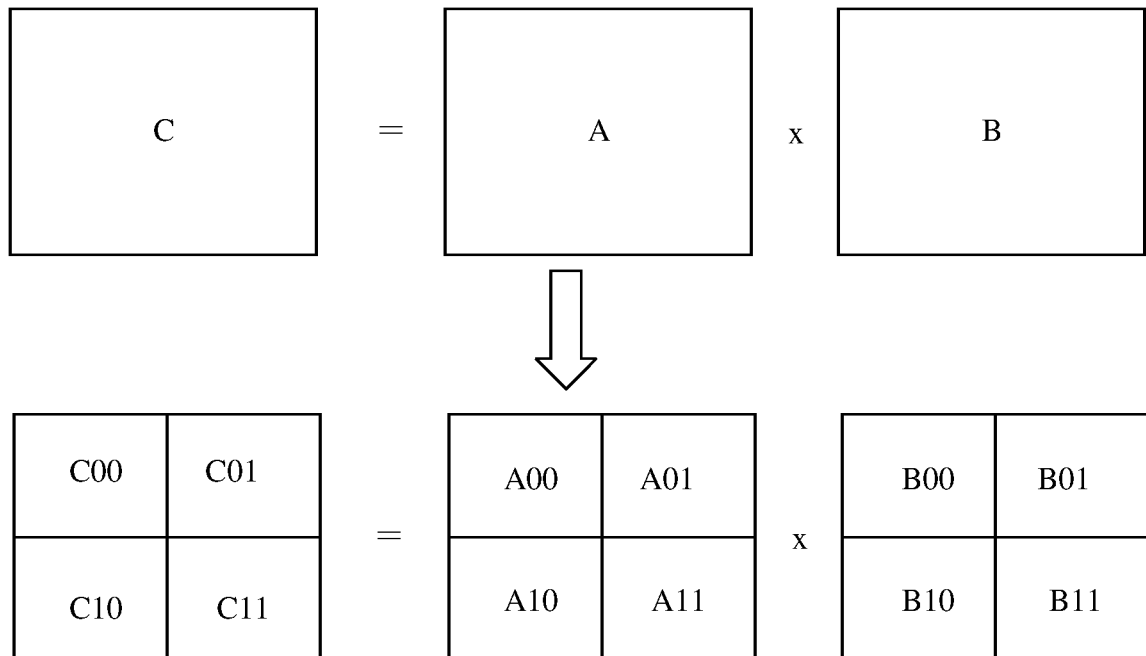 C = A x B
C00 C01 A00 A01 B00 B01
= x
C10 C11 A10 A11 B10 B11